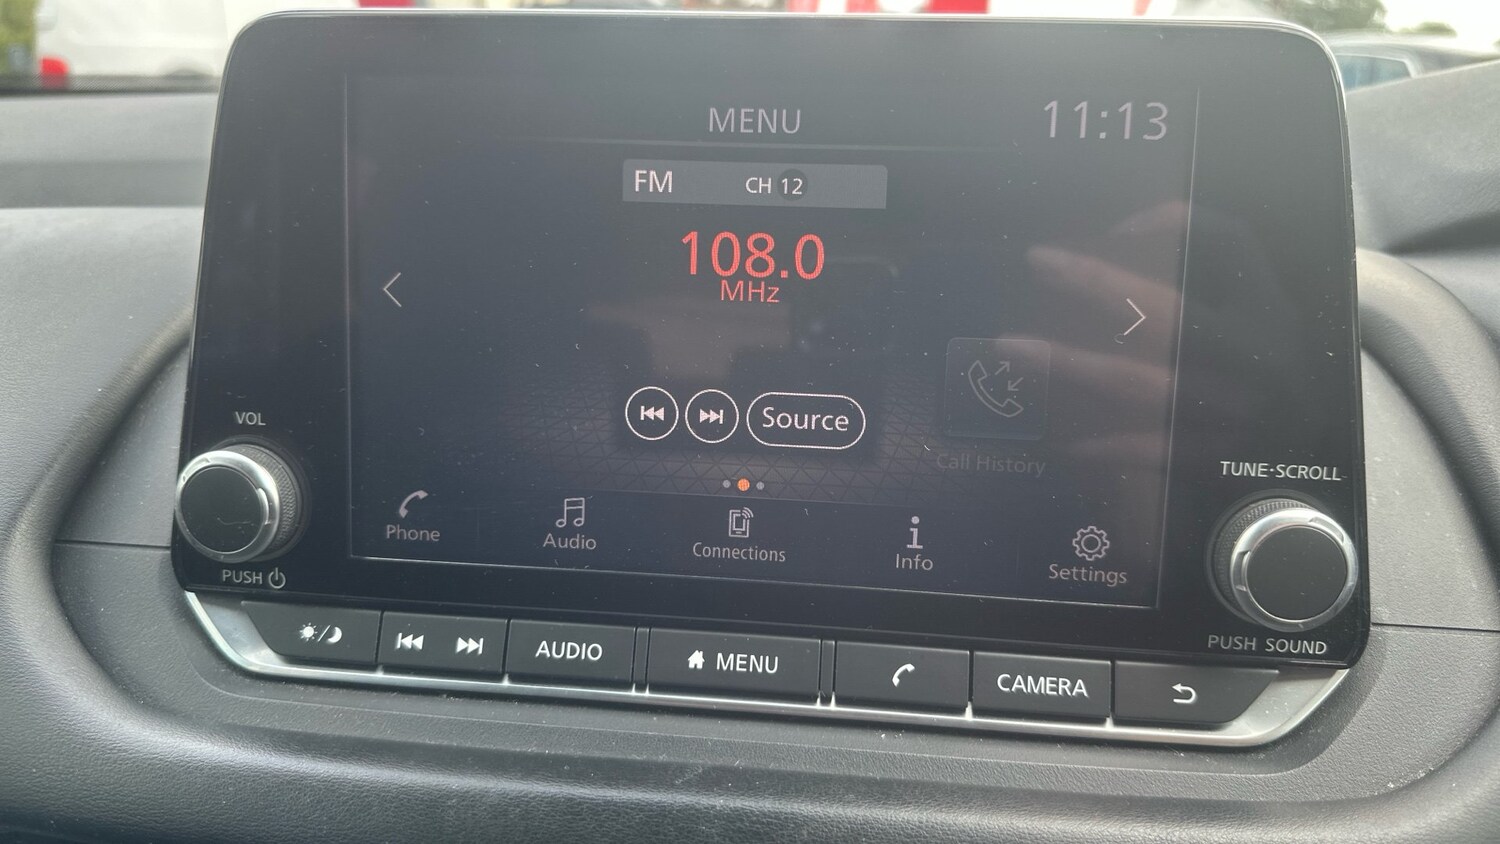 MENU
11:13
FM CH 12
108.0
MHz
Source
Call History
Phone
Audio
Connections
Info
Settings
VOL
PUSH
TUNE·SCROLL
PUSH SOUND
AUDIO
MENU
CAMERA